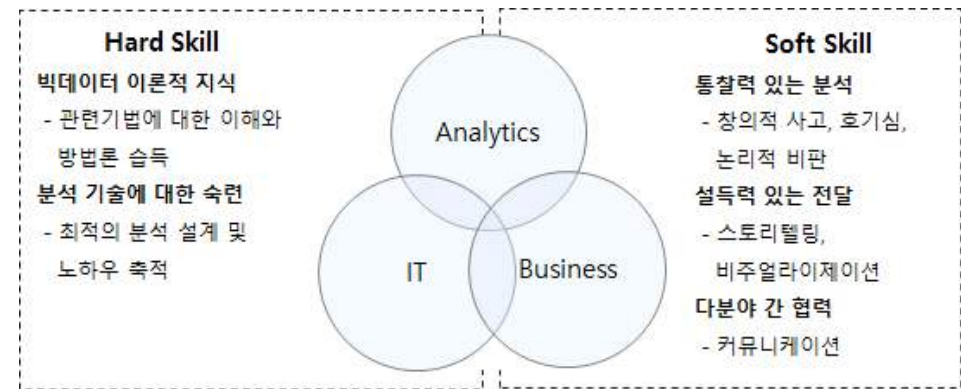 Hard Skill
빅데이터 이론적 지식
- 관련기법에 대한 이해와
방법론 습득
분석 기술에 대한 숙련
- 최적의 분석 설계 및
노하우 축적
Analytics
IT
Business
Soft Skill
통찰력 있는 분석
- 창의적 사고, 호기심,
논리적 비판
설득력 있는 전달
- 스토리텔링,
비주얼라이제이션
다분야 간 협력
- 커뮤니케이션